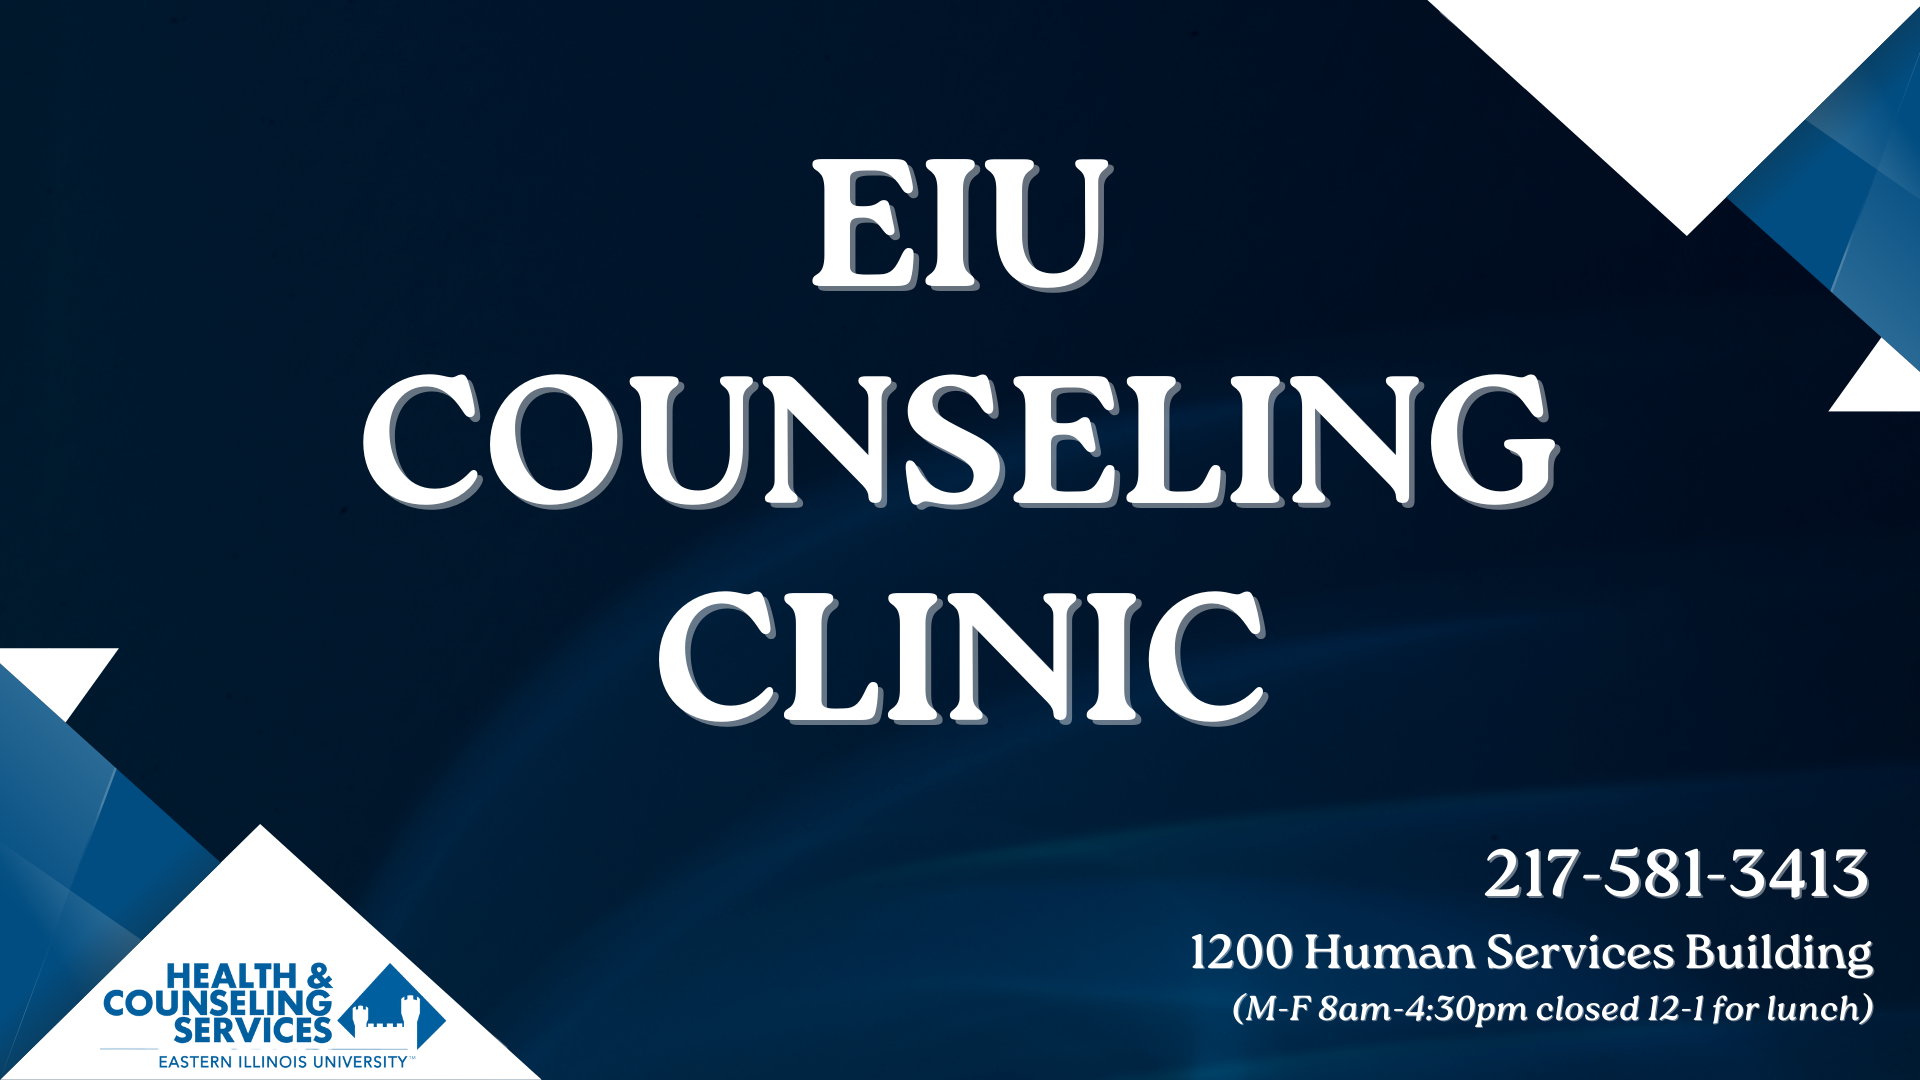 EIU
COUNSELING
CLINIC
217-581-3413
1200 Human Services Building
(M-F 8am-4:30pm closed 12-1 for lunch)
HEALTH &
COUNSELING
SERVICES
EASTERN ILLINOIS UNIVERSITY™